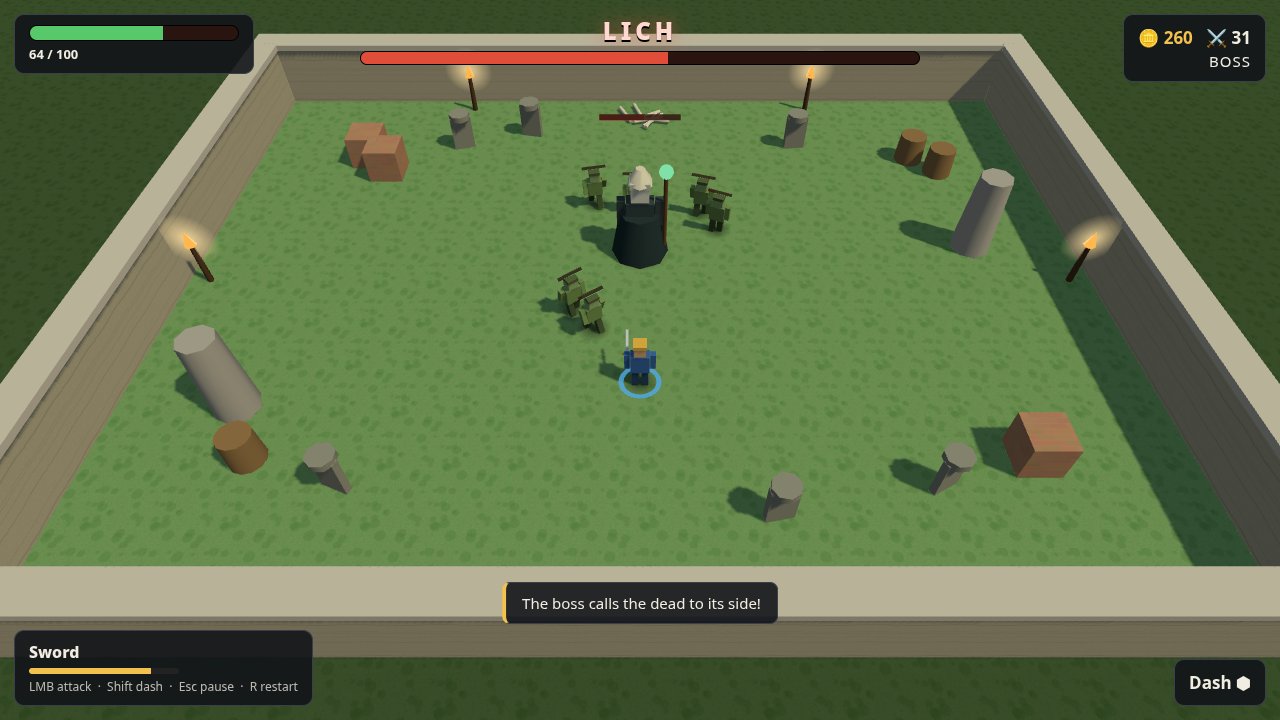 64 / 100
LICH
260 31
BOSS
The boss calls the dead to its side!
Sword
LMB attack · Shift dash · Esc pause · R restart
Dash